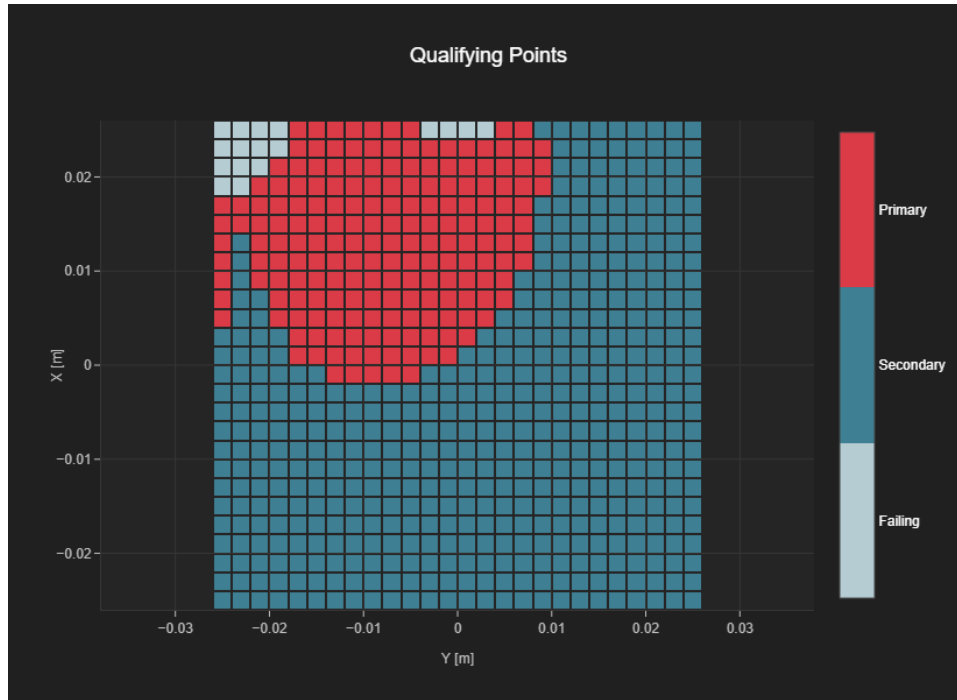 Qualifying Points
0.02
0.01
0
−0.01
−0.02
X [m]
−0.03
−0.02
−0.01
0
0.01
0.02
0.03
Y [m]
Primary
Secondary
Failing